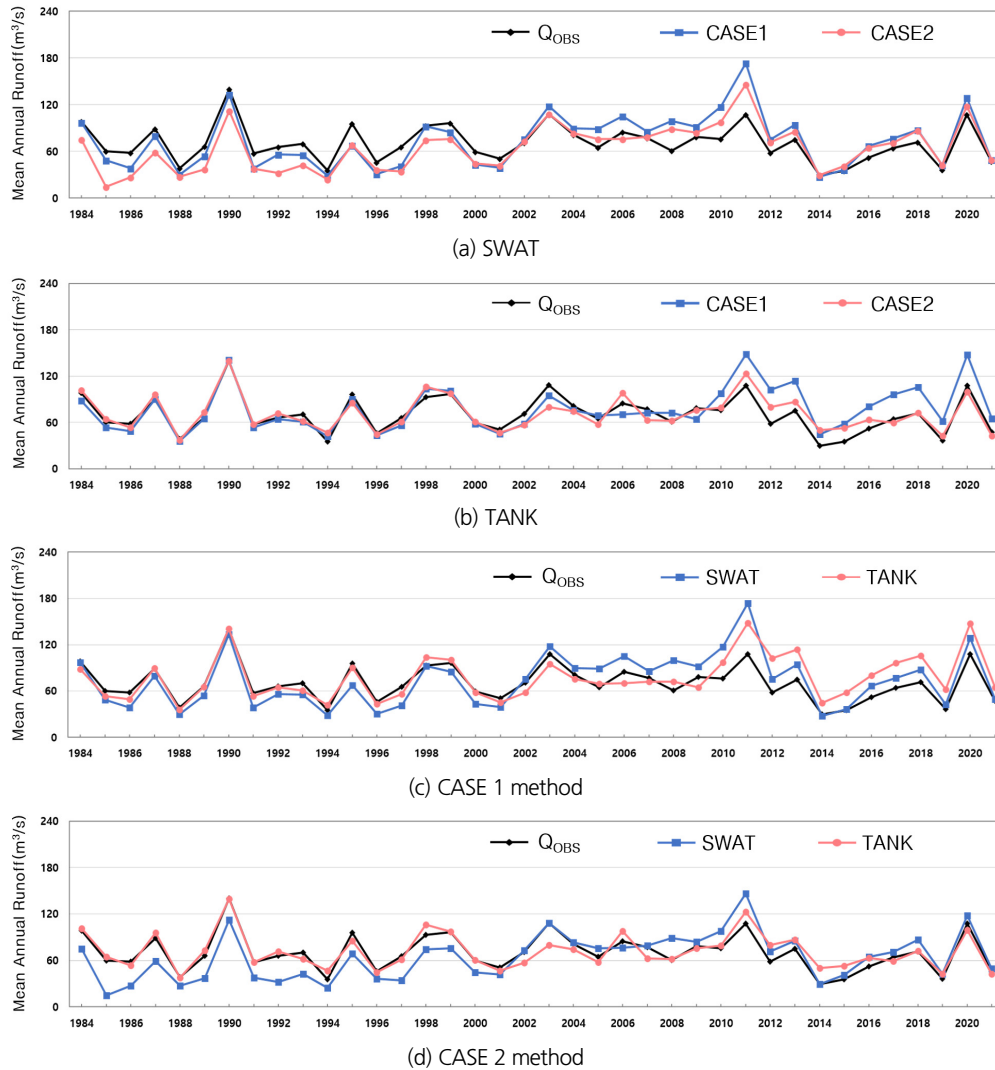 Mean Annual Runoff(m³/s)
240
180
120
60
0
Q_OBS CASE1 CASE2
1984 1986 1988 1990 1992 1994 1996 1998 2000 2002 2004 2006 2008 2010 2012 2014 2016 2018 2020
(a) SWAT
Mean Annual Runoff(m³/s)
240
180
120
60
0
Q_OBS CASE1 CASE2
1984 1986 1988 1990 1992 1994 1996 1998 2000 2002 2004 2006 2008 2010 2012 2014 2016 2018 2020
(b) TANK
Mean Annual Runoff(m³/s)
240
180
120
60
0
Q_OBS SWAT TANK
1984 1986 1988 1990 1992 1994 1996 1998 2000 2002 2004 2006 2008 2010 2012 2014 2016 2018 2020
(c) CASE 1 method
Mean Annual Runoff(m³/s)
240
180
120
60
0
Q_OBS SWAT TANK
1984 1986 1988 1990 1992 1994 1996 1998 2000 2002 2004 2006 2008 2010 2012 2014 2016 2018 2020
(d) CASE 2 method